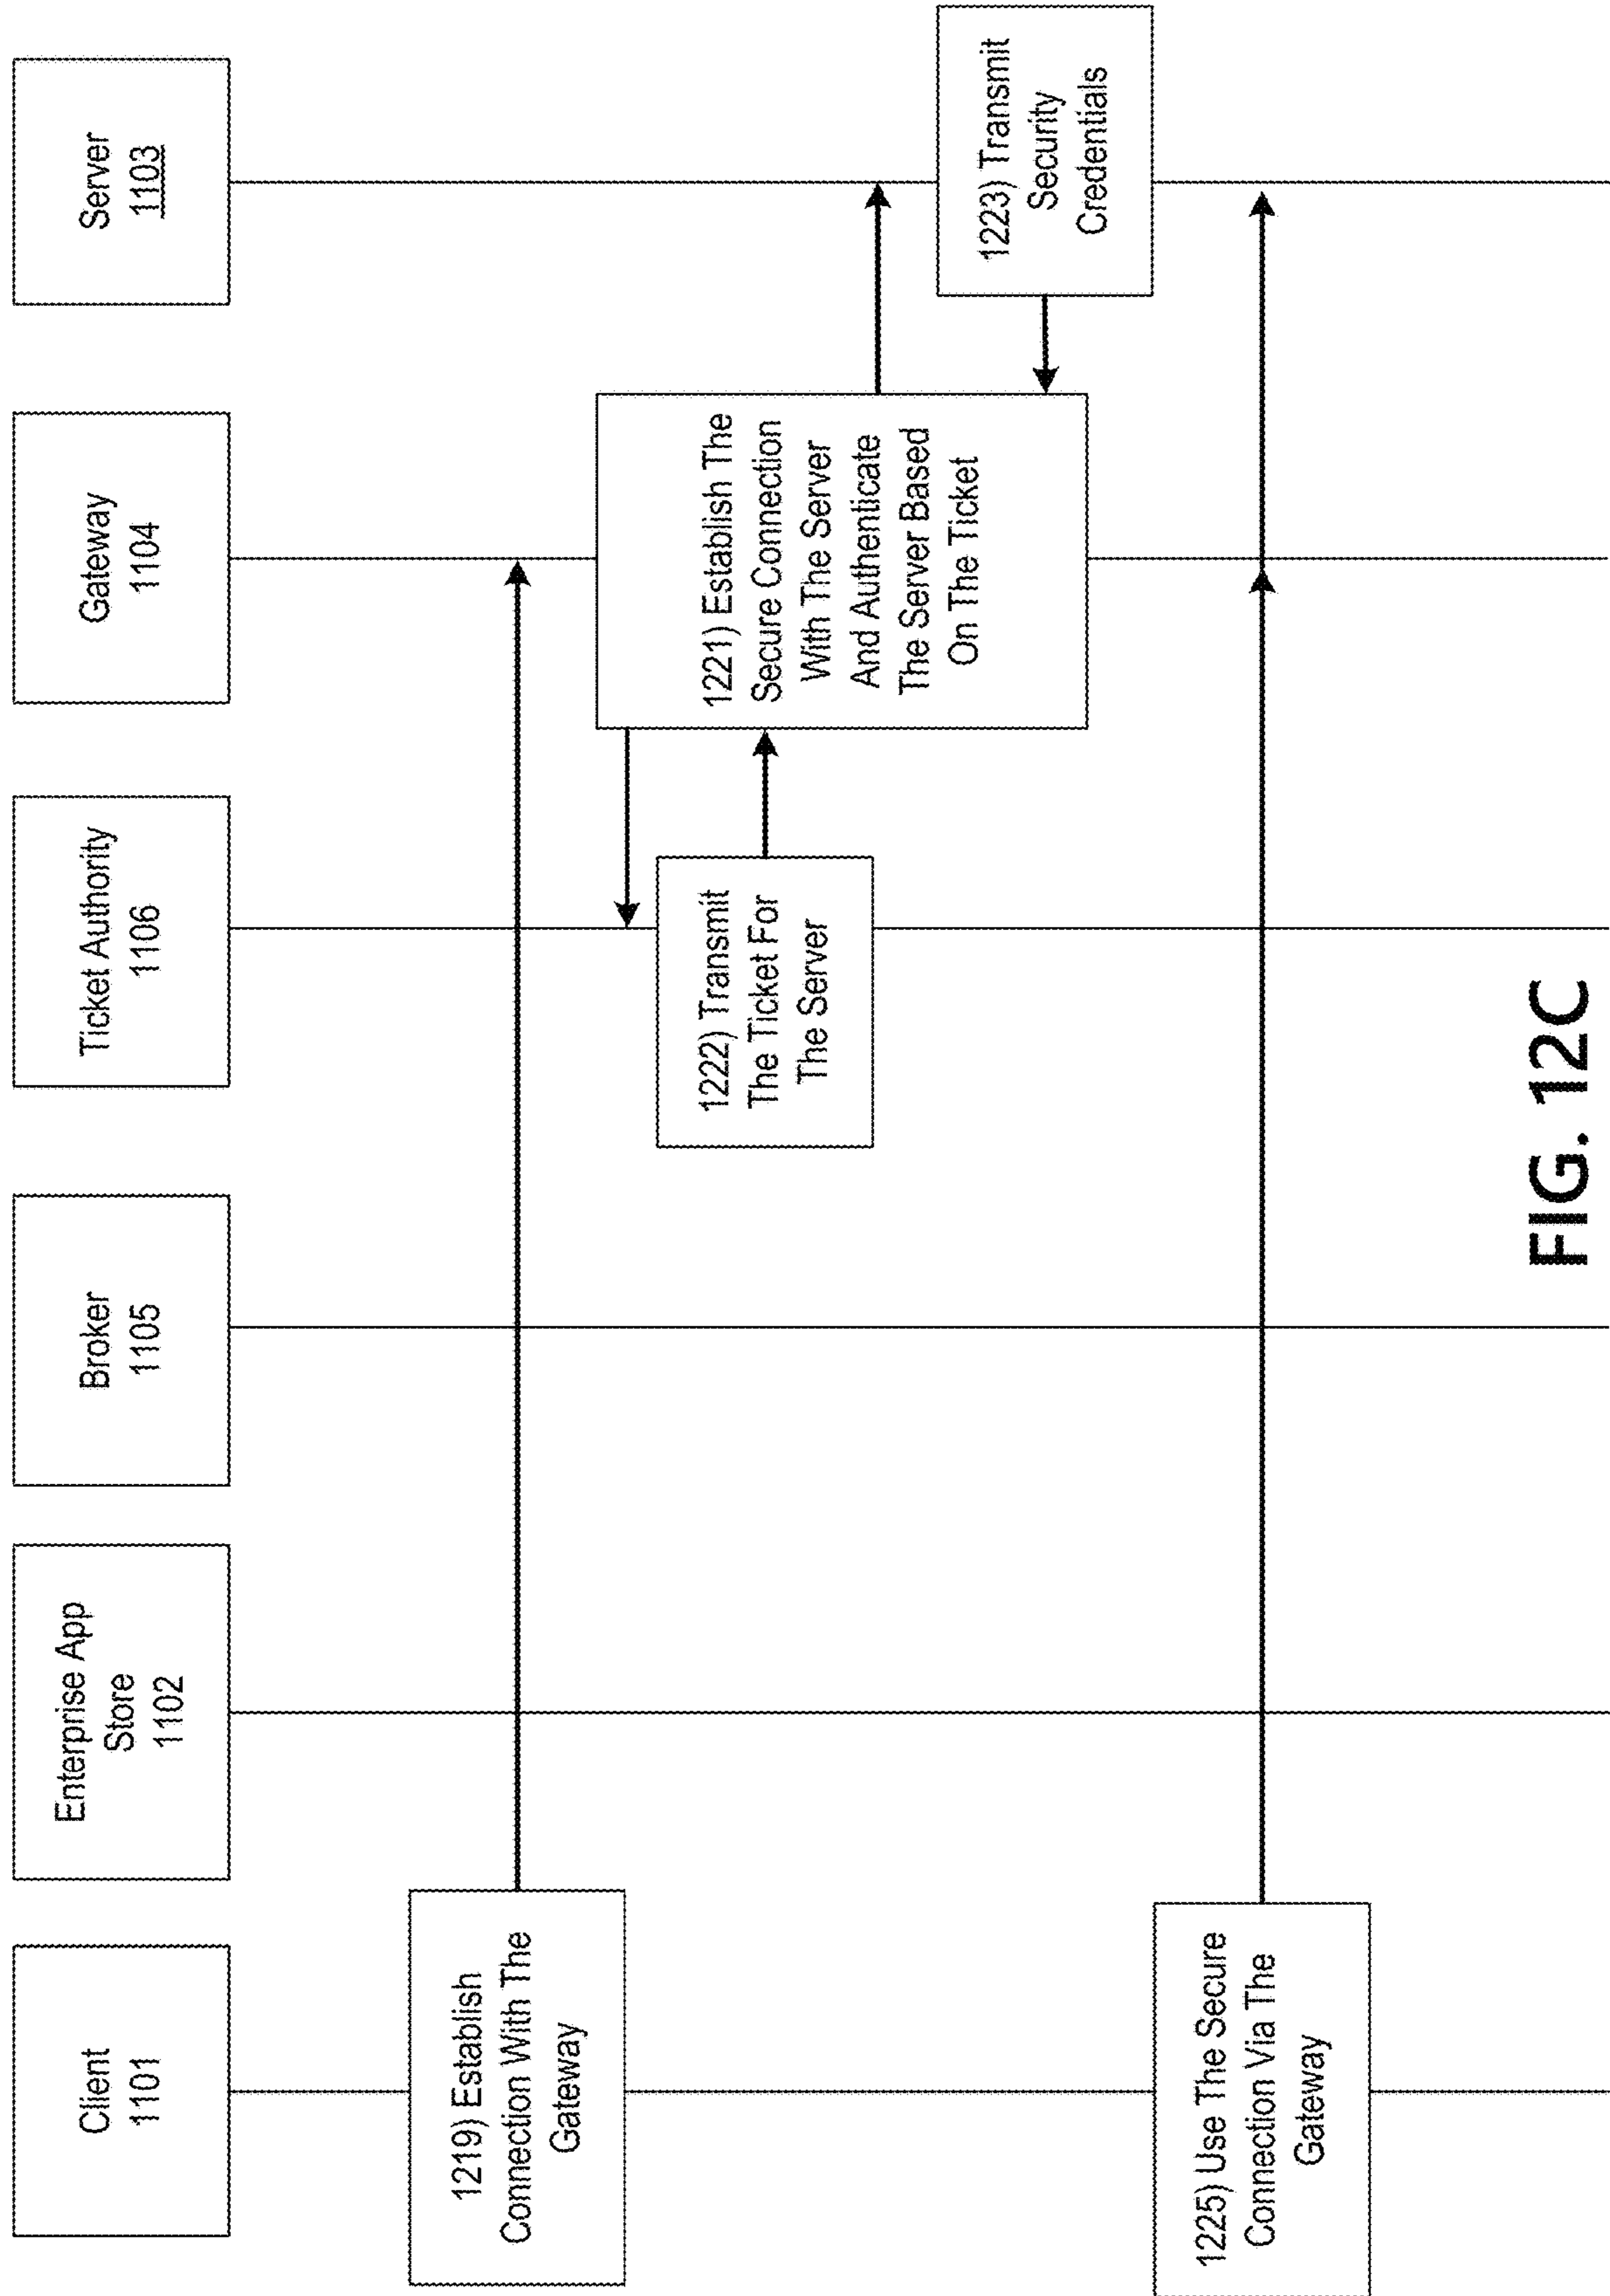 Client
1101
Enterprise App
Store
1102
Broker
1105
Ticket Authority
1106
Gateway
1104
Server
1103
1219) Establish
Connection With The
Gateway
1221) Establish The
Secure Connection
With The Server
And Authenticate
The Server Based
On The Ticket
1222) Transmit
The Ticket For
The Server
1223) Transmit
Security
Credentials
1225) Use The Secure
Connection Via The
Gateway
FIG. 12C